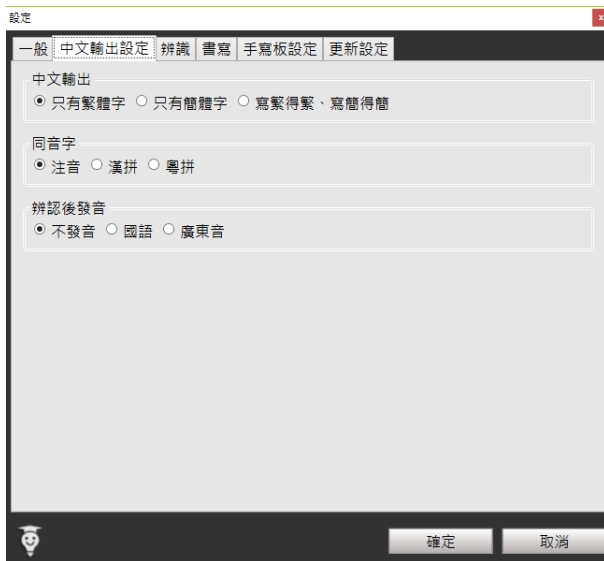 設定
一般 中文輸出設定 辨識 書寫 手寫板設定 更新設定
中文輸出
只有繁體字 只有簡體字 寫繁得繁、寫簡得簡
同音字
注音 漢拼 粵拼
辨認後發音
不發音 國語 廣東音
確定 取消